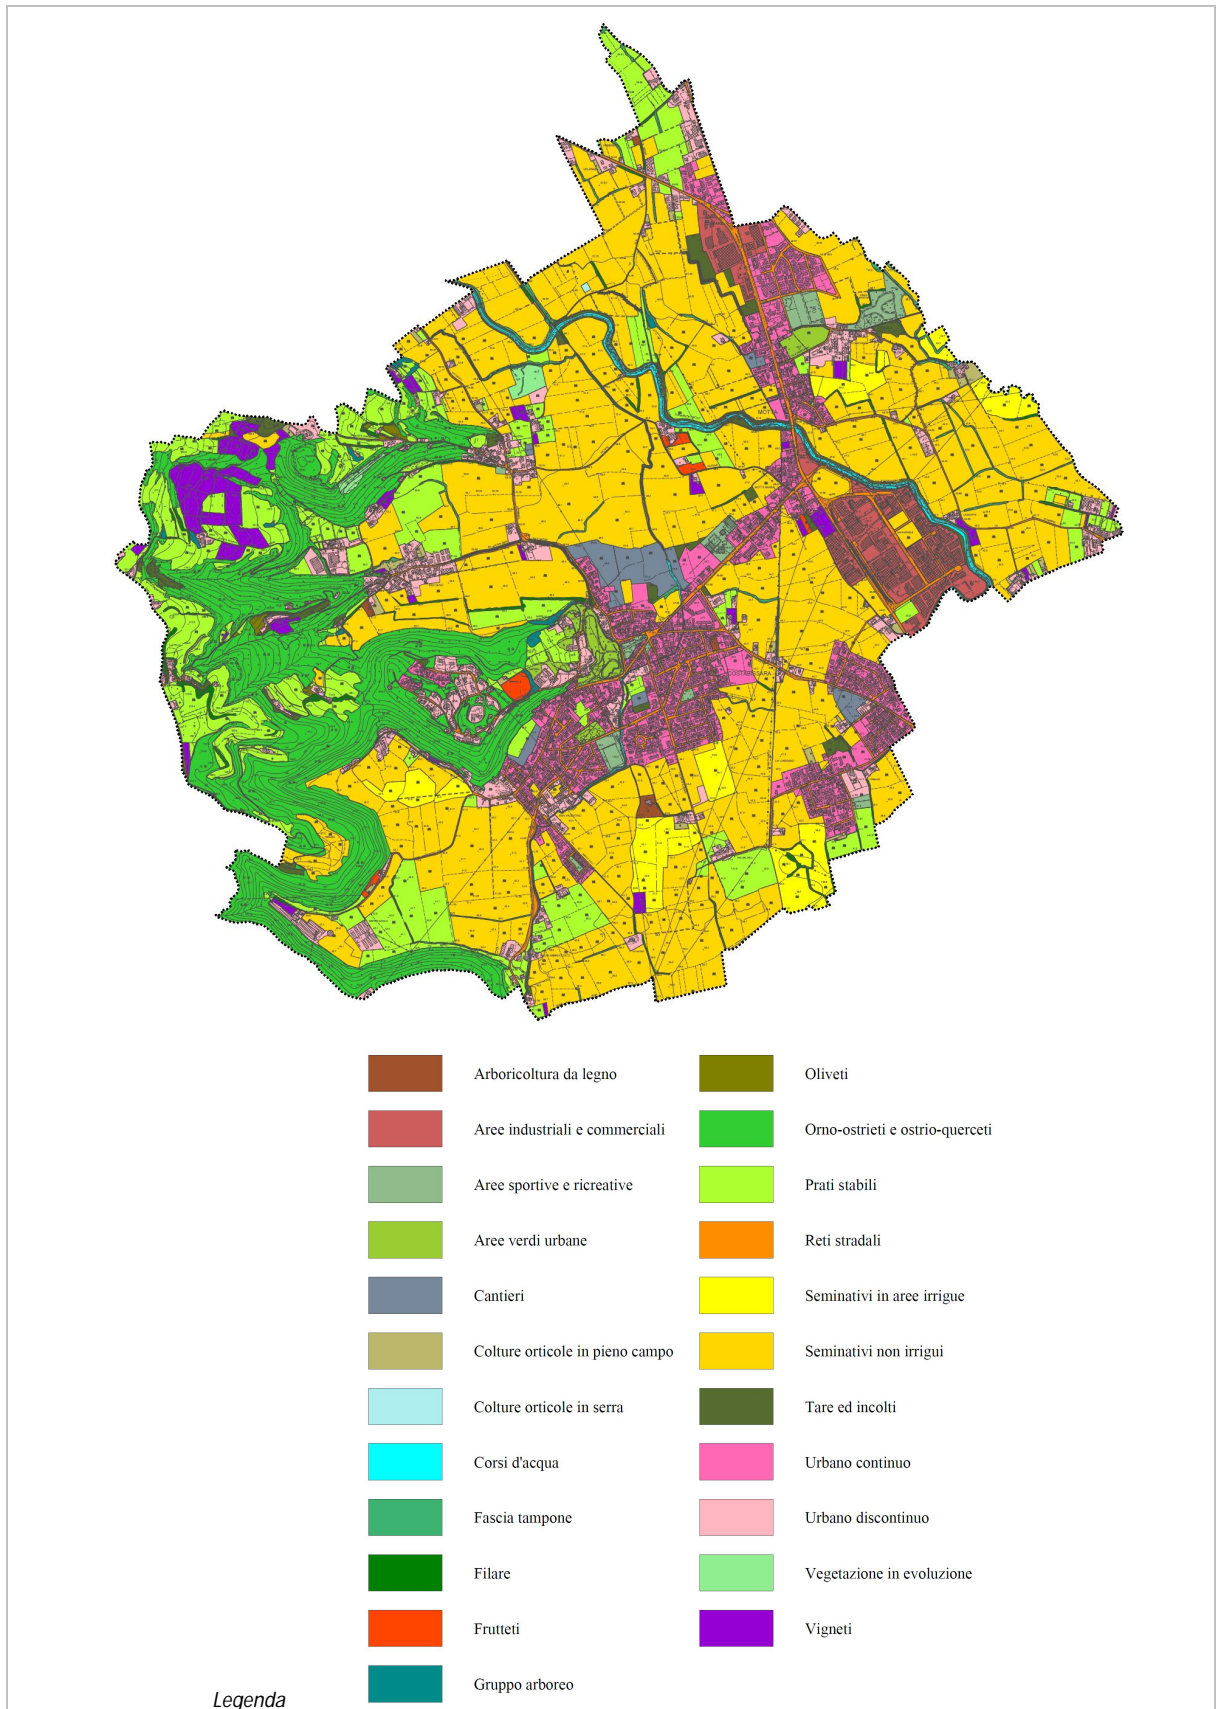 MOT
COSTABISSARA
Arboricoltura da legno
Aree industriali e commerciali
Aree sportive e ricreative
Aree verdi urbane
Cantieri
Colture orticole in pieno campo
Colture orticole in serra
Corsi d'acqua
Fascia tampone
Filare
Frutteti
Gruppo arboreo
Oliveti
Orno-ostrieti e ostrio-querceti
Prati stabili
Reti stradali
Seminativi in aree irrigue
Seminativi non irrigui
Tare ed incolti
Urbano continuo
Urbano discontinuo
Vegetazione in evoluzione
Vigneti
Legenda